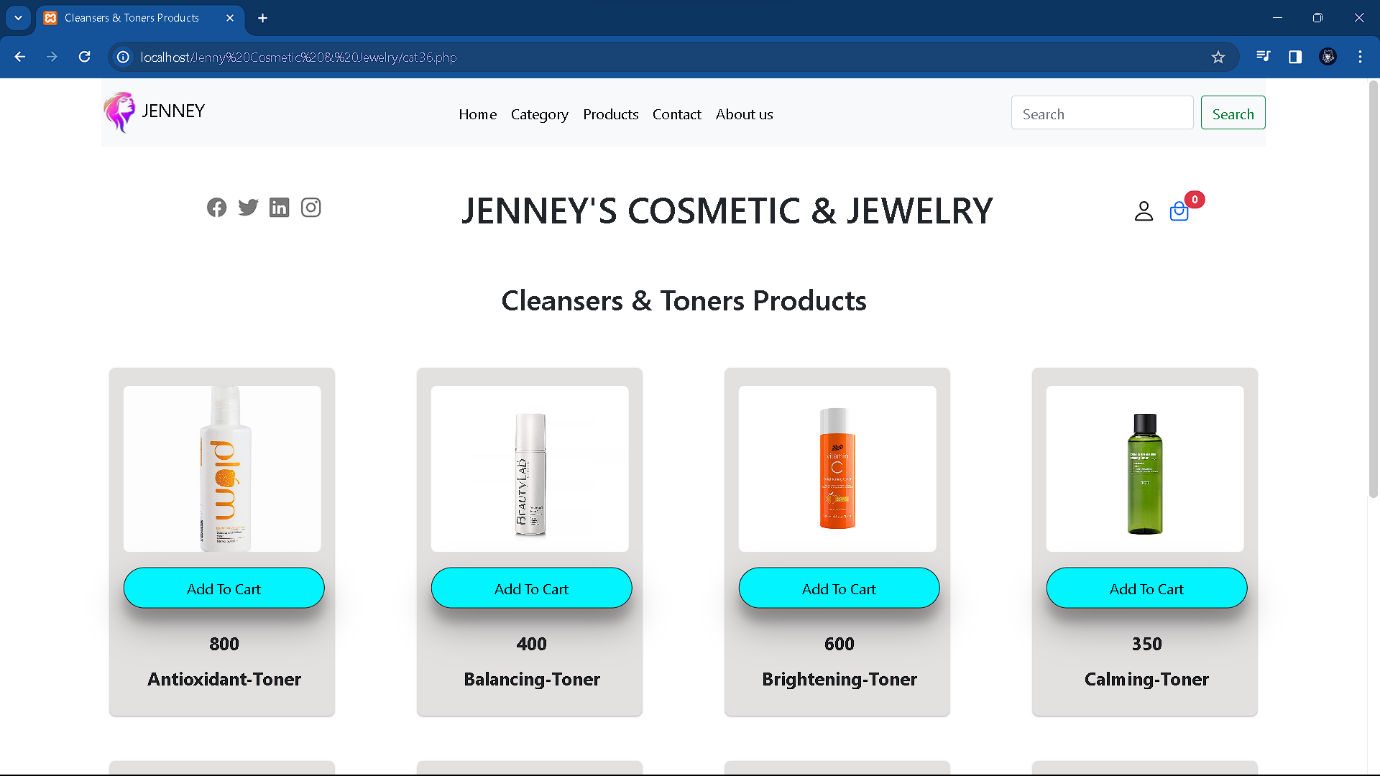 Cleansers & Toners Products
localhost/Jenny%20Cosmetic%20&%20Jewelry/cat36.php
JENNEY
Home Category Products Contact About us
Search Search
JENNEY'S COSMETIC & JEWELRY
0
Cleansers & Toners Products
plum
BEAUTYLAB
C
Add To Cart Add To Cart Add To Cart Add To Cart
800 400 600 350
Antioxidant-Toner Balancing-Toner Brightening-Toner Calming-Toner